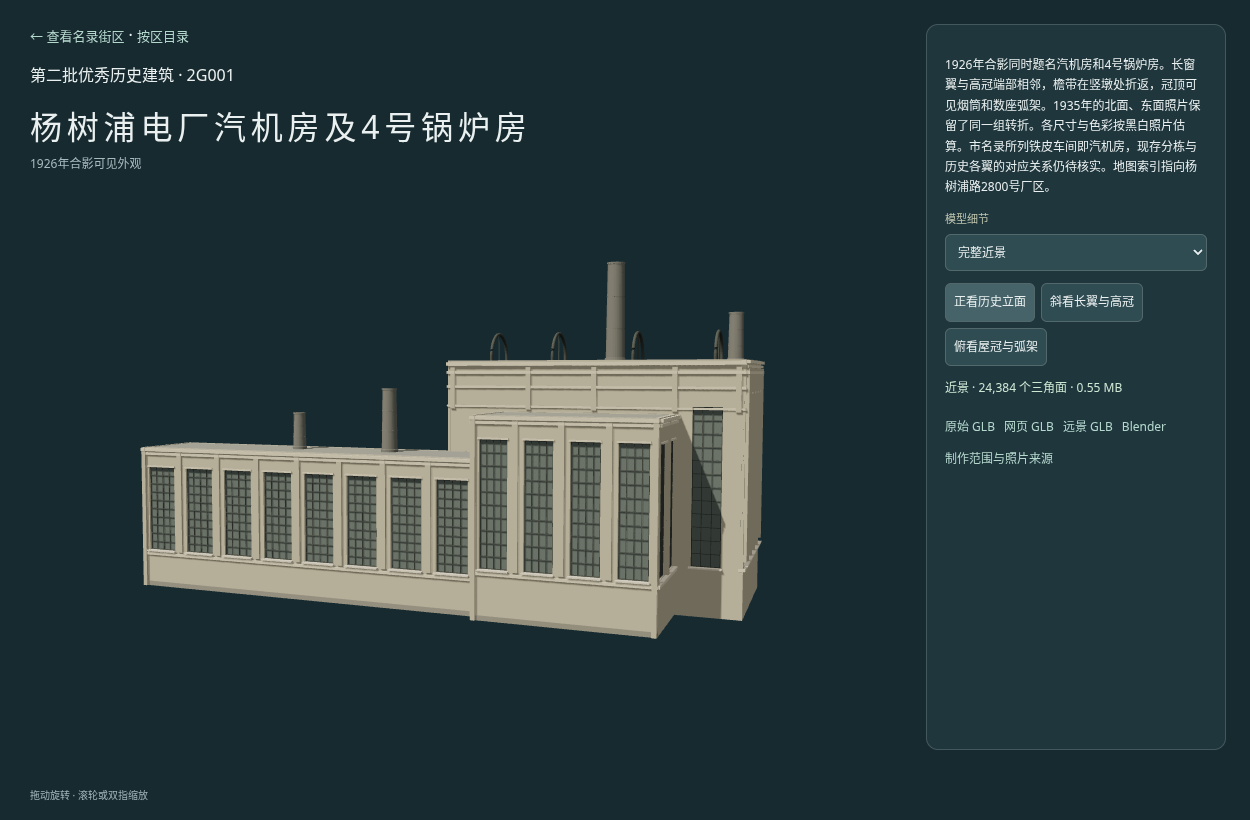 ← 查看名录街区 · 按区目录
第二批优秀历史建筑 · 2G001
杨树浦电厂汽机房及4号锅炉房
1926年合影可见外观
1926年合影同时题名汽机房和4号锅炉房。长窗
翼与高冠端部相邻，檐带在竖墩处折返，冠顶可
见烟筒和数座弧架。1935年的北面、东面照片保
留了同一组转折。各尺寸与色彩按黑白照片估
算。市名录所列铁皮车间即汽机房，现存分栋与
历史各翼的对应关系仍待核实。地图索引指向杨
树浦路2800号厂区。
模型细节
完整近景
正看历史立面 斜看长翼与高冠
俯看屋冠与弧架
近景 · 24,384 个三角面 · 0.55 MB
原始 GLB 网页 GLB 远景 GLB Blender
制作范围与照片来源
拖动旋转 · 滚轮或双指缩放